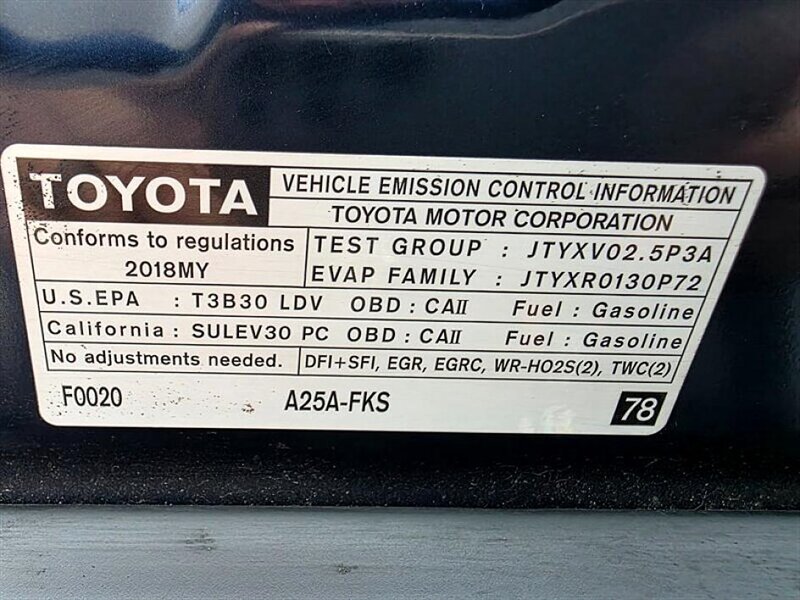 TOYOTA
VEHICLE EMISSION CONTROL INFORMATION
TOYOTA MOTOR CORPORATION
Conforms to regulations
2018MY
TEST GROUP : JTYXV02.5P3A
EVAP FAMILY : JTYXR0130P72
U.S.EPA : T3B30 LDV OBD : CAII Fuel : Gasoline
California : SULEV30 PC OBD : CAII Fuel : Gasoline
No adjustments needed. DFI+SFI, EGR, EGRC, WR-HO2S(2), TWC(2)
F0020 A25A-FKS 78